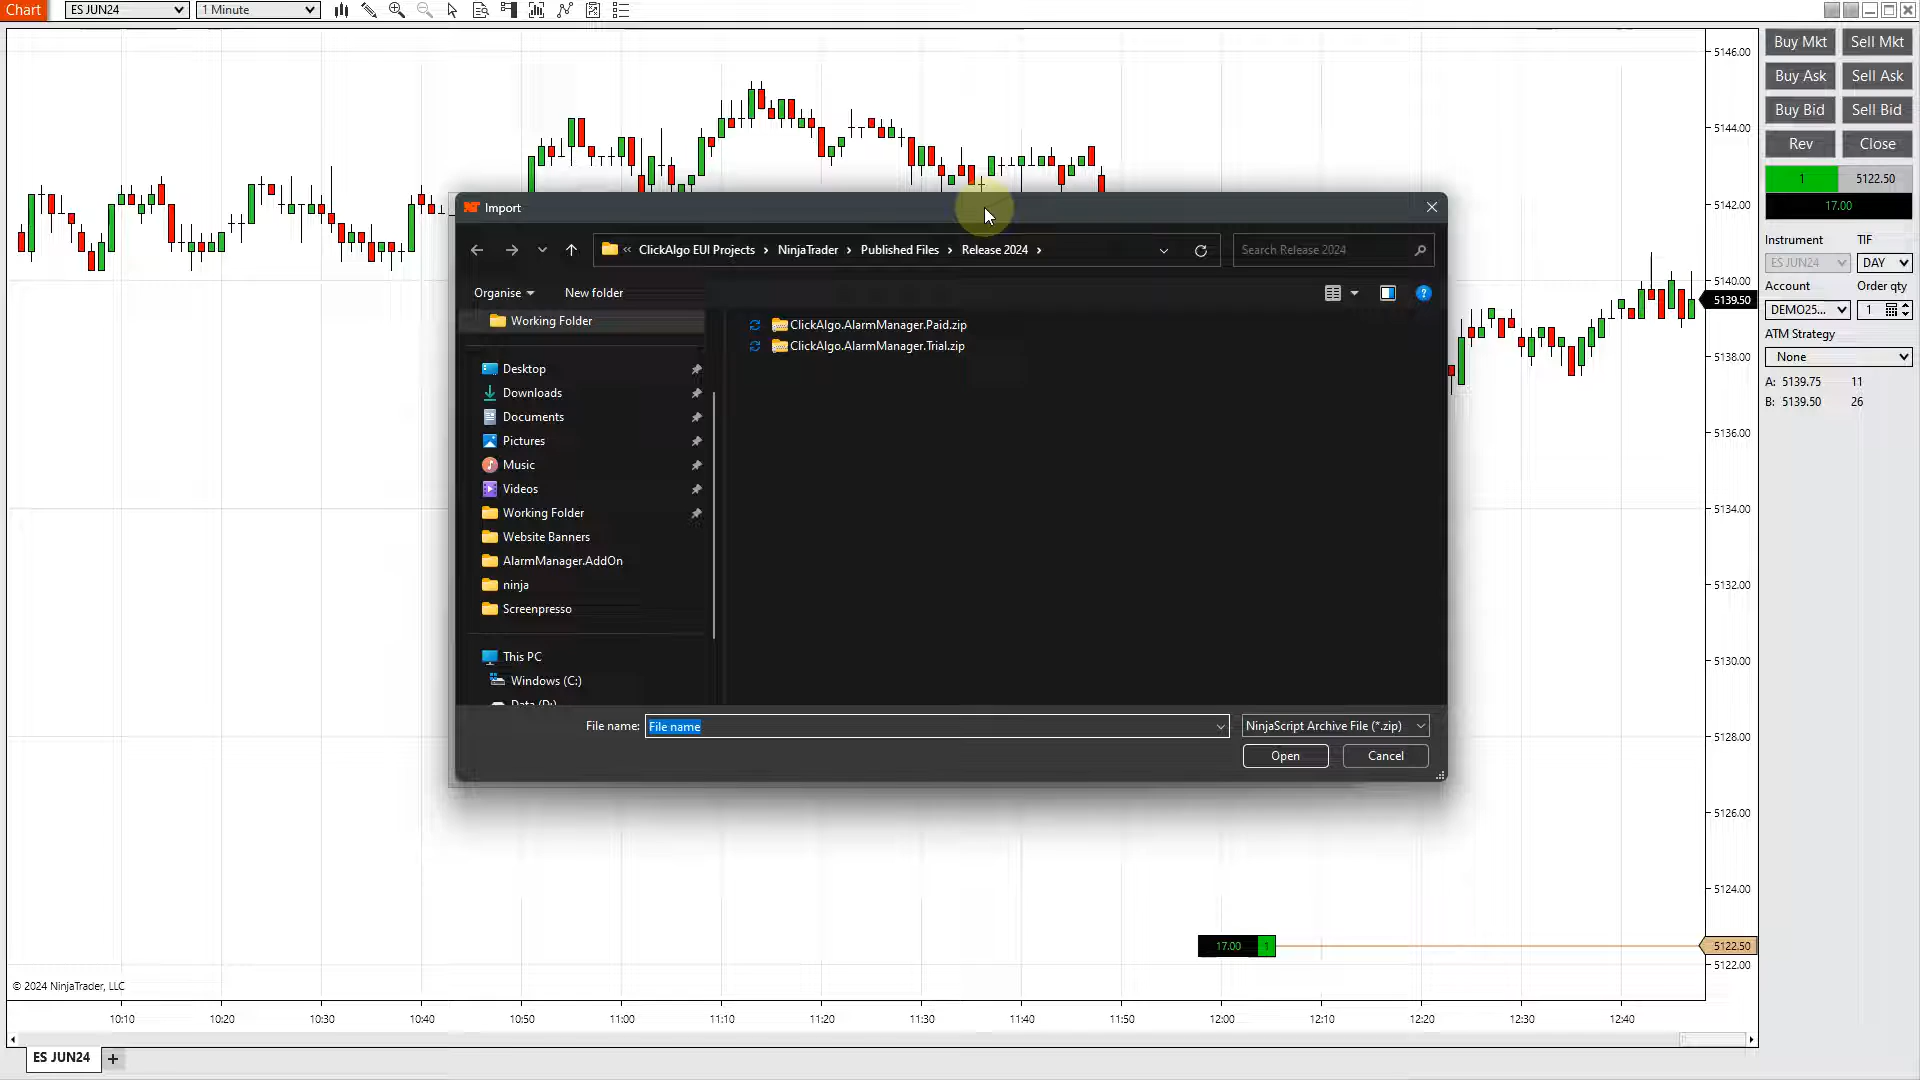 Chart ES JUN24 1 Minute
5146.00
5144.00
5142.00
5140.00
5139.50
5138.00
5136.00
5134.00
5132.00
5130.00
5128.00
5126.00
5124.00
5122.50
5122.00
Buy Mkt Sell Mkt
Buy Ask Sell Ask
Buy Bid Sell Bid
Rev Close
1 5122.50
17.00
Instrument TIF
ES JUN24 DAY
Account Order qty
DEMO25... 1
ATM Strategy
None
A: 5139.75 11
B: 5139.50 26
Import
« ClickAlgo EUI Projects › NinjaTrader › Published Files › Release 2024 ›
Search Release 2024
Organise New folder
Working Folder
Desktop
Downloads
Documents
Pictures
Music
Videos
Working Folder
Website Banners
AlarmManager.AddOn
ninja
Screenpresso
This PC
Windows (C:)
Data (D:)
ClickAlgo.AlarmManager.Paid.zip
ClickAlgo.AlarmManager.Trial.zip
File name: File name NinjaScript Archive File (*.zip)
Open Cancel
17.00 1
© 2024 NinjaTrader, LLC
10:10 10:20 10:30 10:40 10:50 11:00 11:10 11:20 11:30 11:40 11:50 12:00 12:10 12:20 12:30 12:40
ES JUN24 +